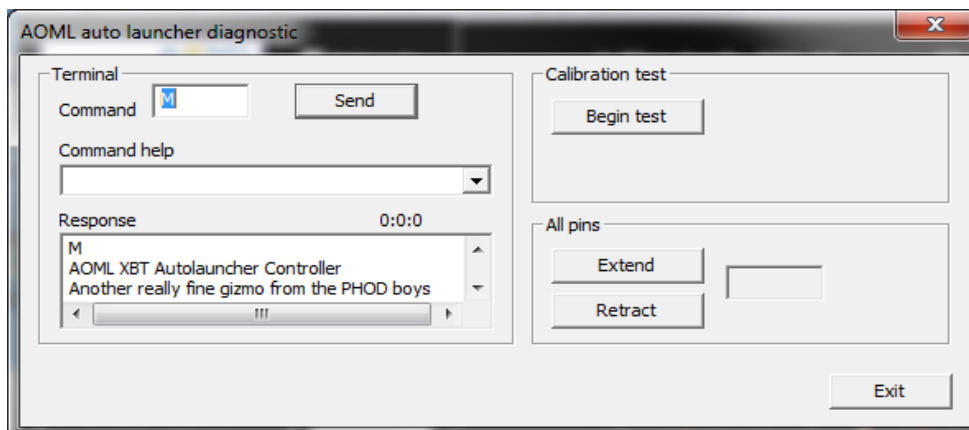 AOML auto launcher diagnostic
Terminal
Command M Send
Command help
Response 0:0:0
M
AOML XBT Autolauncher Controller
Another really fine gizmo from the PHOD boys
Calibration test
Begin test
All pins
Extend
Retract
Exit